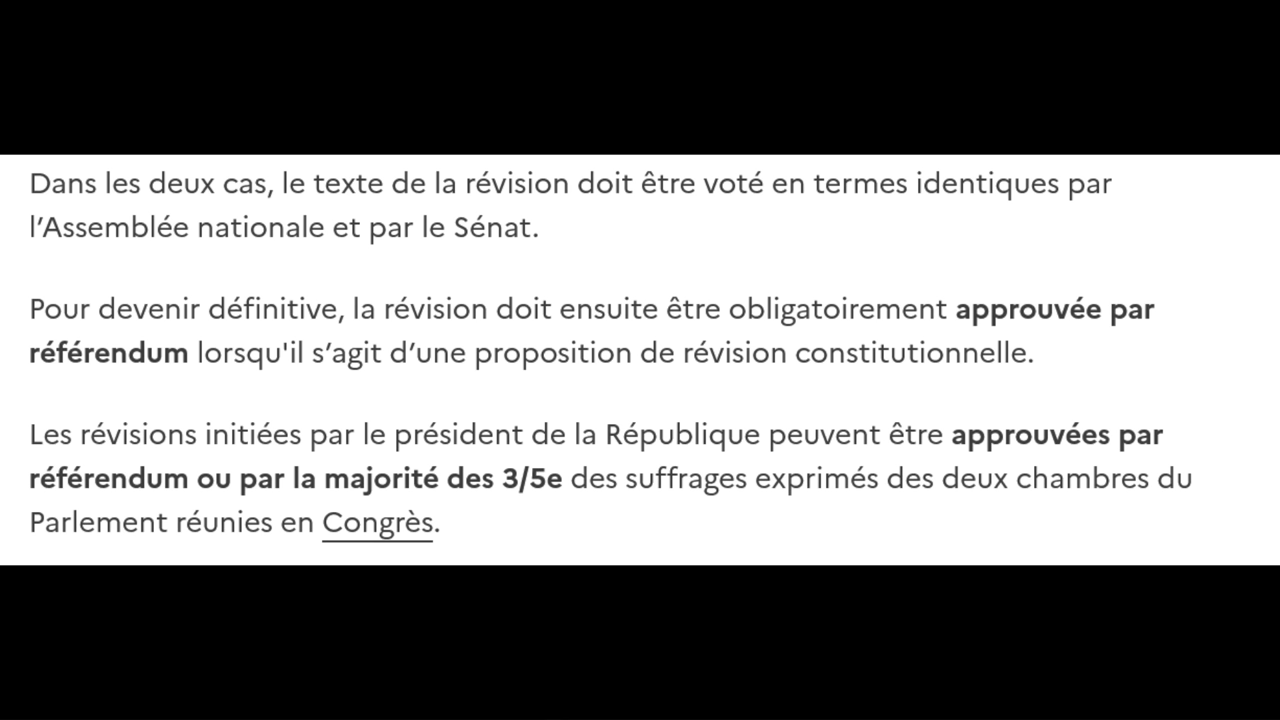 Dans les deux cas, le texte de la révision doit être voté en termes identiques par
l’Assemblée nationale et par le Sénat.
Pour devenir définitive, la révision doit ensuite être obligatoirement approuvée par
référendum lorsqu'il s’agit d’une proposition de révision constitutionnelle.
Les révisions initiées par le président de la République peuvent être approuvées par
référendum ou par la majorité des 3/5e des suffrages exprimés des deux chambres du
Parlement réunies en Congrès.